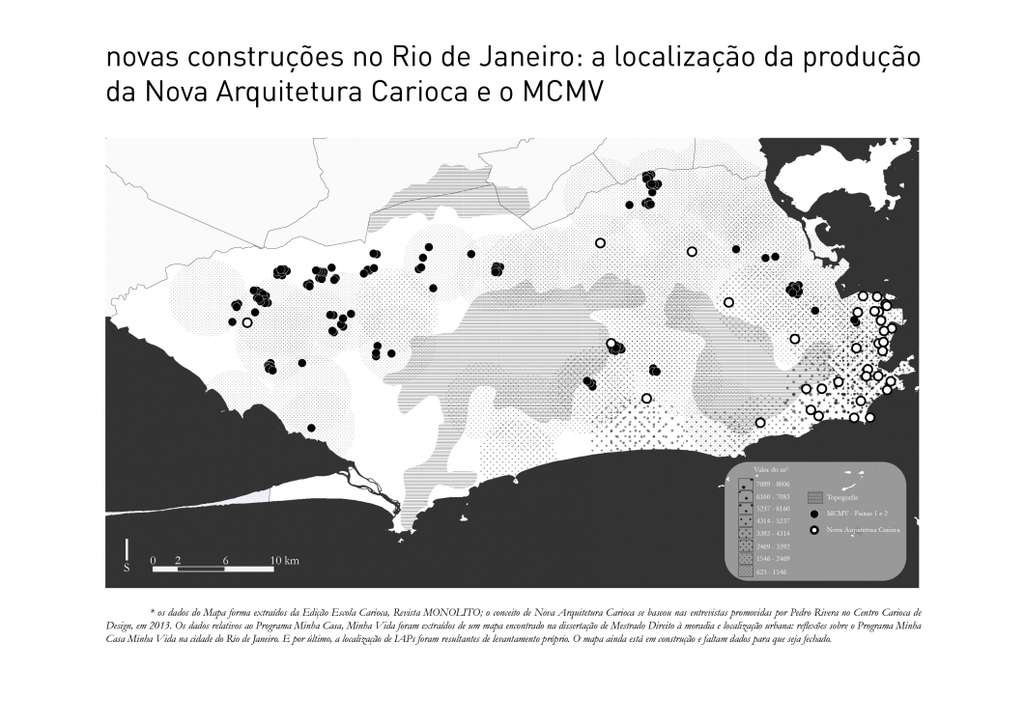 novas construções no Rio de Janeiro: a localização da produção
da Nova Arquitetura Carioca e o MCMV
Valor do m²
7089 - 8006
6160 - 7083
5237 - 6160
4314 - 5237
3392 - 4314
2469 - 3392
1546 - 2469
623 - 1546
Topografia
MCMV - Faixas 1 e 2
Nova Arquitetura Carioca
S
0 2 6 10 km
* os dados do Mapa forma extraídos da Edição Escola Carioca, Revista MONOLITO; o conceito de Nova Arquitetura Carioca se baseou nas entrevistas promovidas por Pedro Rivera no Centro Carioca de
Design, em 2013. Os dados relativos ao Programa Minha Casa, Minha Vida foram extraídos de um mapa encontrado na dissertação de Mestrado Direito à moradia e localização urbana: reflexões sobre o Programa Minha
Casa Minha Vida na cidade do Rio de Janeiro. E por último, a localização de IAPs foram resultantes de levantamento próprio. O mapa ainda está em construção e faltam dados para que seja fechado.